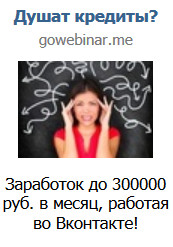 Душат кредиты?
gowebinar.me
Заработок до 300000
руб. в месяц, работая
во Вконтакте!